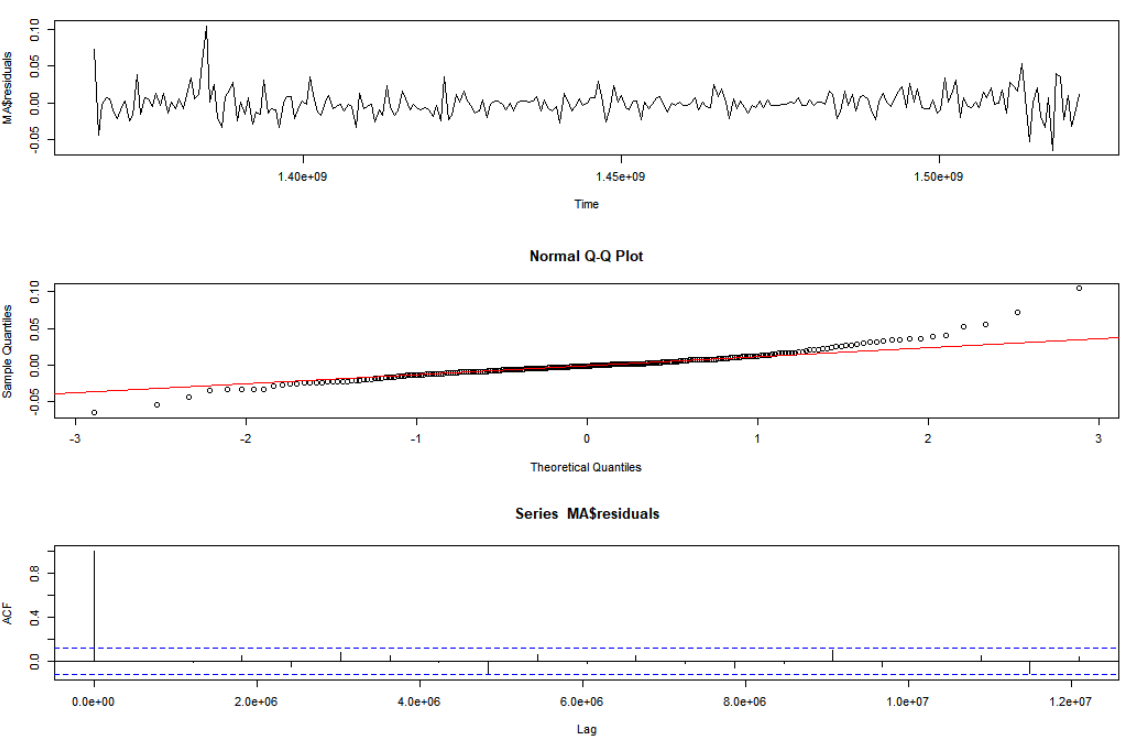 MA$residuals
-0.05 0.00 0.05 0.10
1.40e+09 1.45e+09 1.50e+09
Time
Normal Q-Q Plot
Sample Quantiles
-0.05 0.00 0.05 0.10
-3 -2 -1 0 1 2 3
Theoretical Quantiles
Series MA$residuals
ACF
0.0 0.4 0.8
0.0e+00 2.0e+06 4.0e+06 6.0e+06 8.0e+06 1.0e+07 1.2e+07
Lag